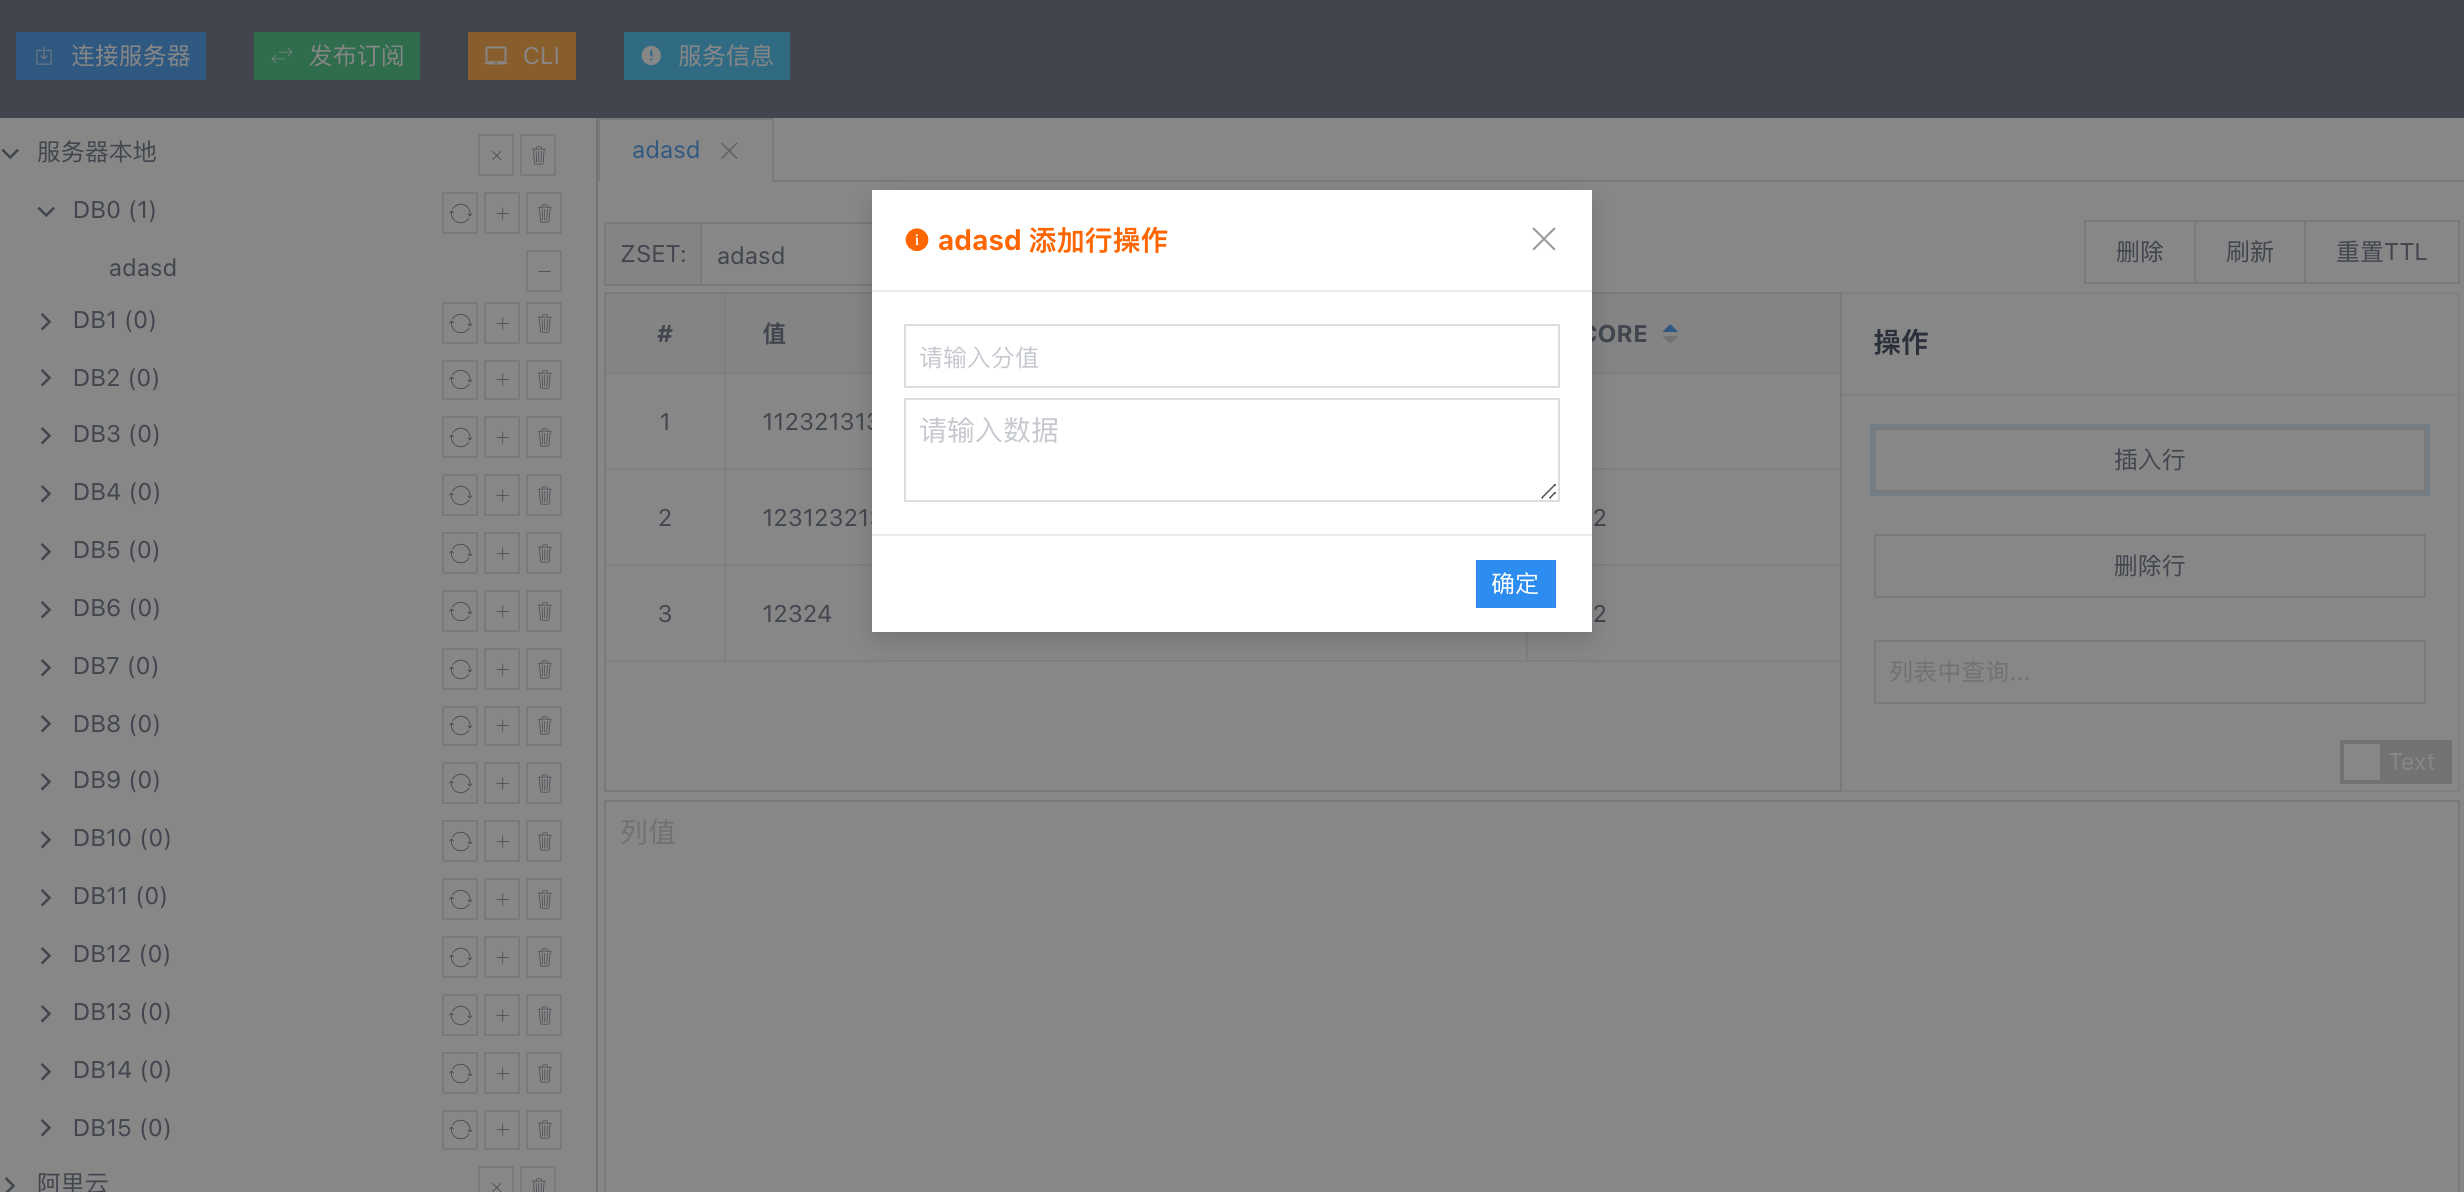 连接服务器
发布订阅
CLI
服务信息
服务器本地
DB0 (1)
adasd
DB1 (0)
DB2 (0)
DB3 (0)
DB4 (0)
DB5 (0)
DB6 (0)
DB7 (0)
DB8 (0)
DB9 (0)
DB10 (0)
DB11 (0)
DB12 (0)
DB13 (0)
DB14 (0)
DB15 (0)
阿里云
adasd
ZSET: adasd
删除
刷新
重置TTL
# 值 CORE
1 11232131
2 12312321
3 12324
操作
插入行
删除行
列表中查询...
Text
列值
adasd 添加行操作
请输入分值
请输入数据
确定